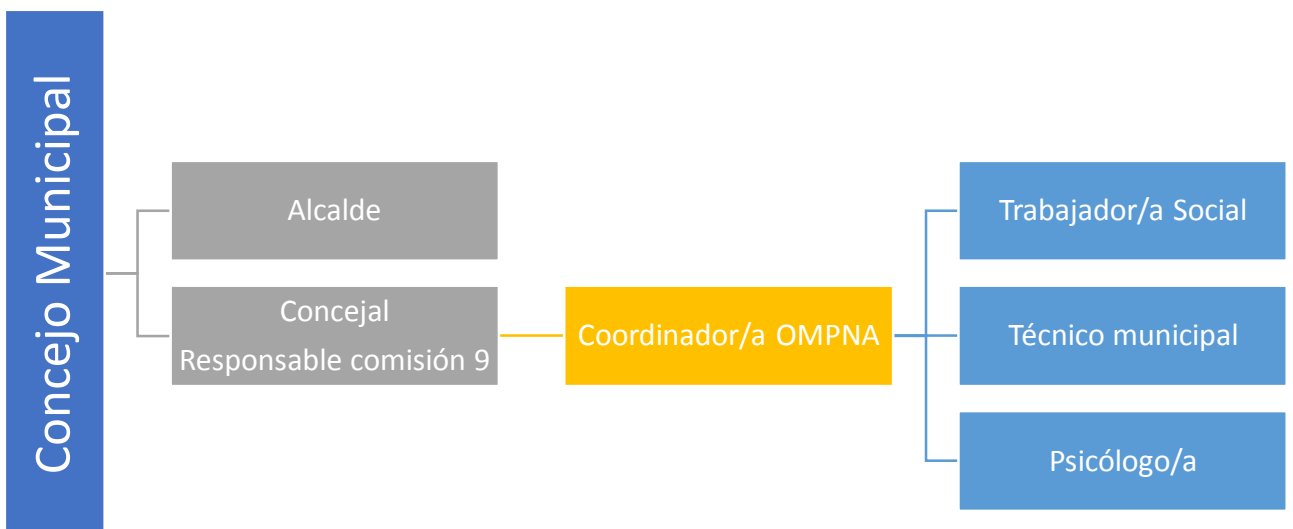 Concejo Municipal
Alcalde
Concejal
Responsable comisión 9
Coordinador/a OMPNA
Trabajador/a Social
Técnico municipal
Psicólogo/a